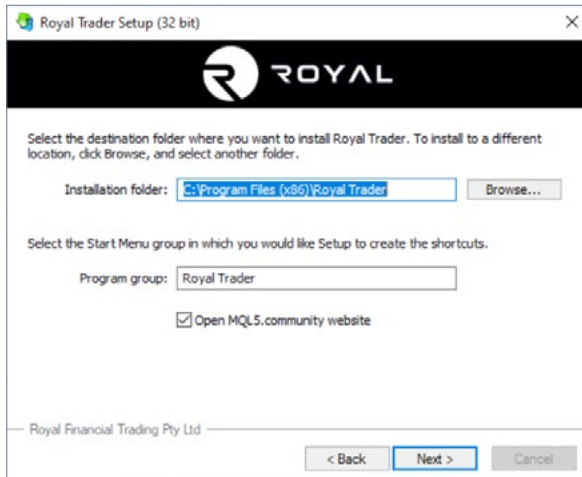 Royal Trader Setup (32 bit)
ROYAL
Select the destination folder where you want to install Royal Trader. To install to a different
location, click Browse, and select another folder.
Installation folder: C:\Program Files (x86)\Royal Trader Browse...
Select the Start Menu group in which you would like Setup to create the shortcuts.
Program group: Royal Trader
Open MQL5.community website
Royal Financial Trading Pty Ltd
< Back Next > Cancel